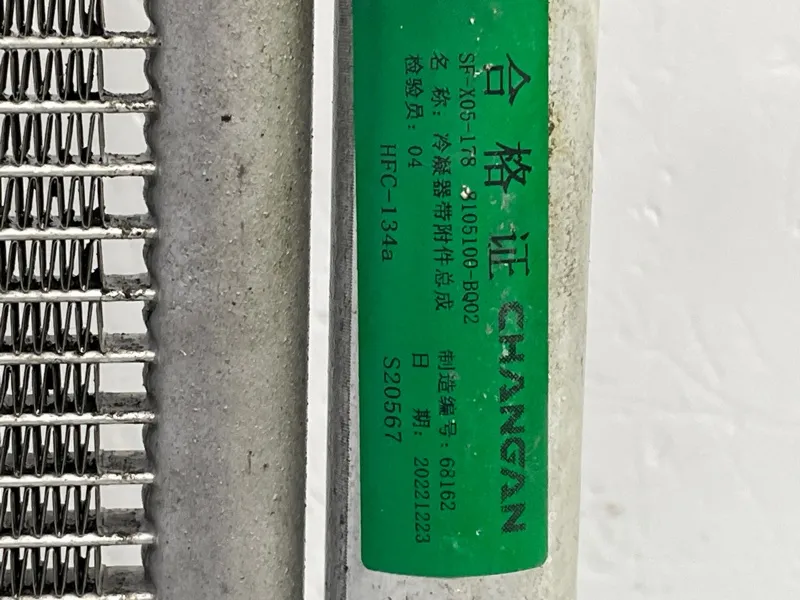 合格证 CHANGAN
SF-X05-178 8105100-BQ02
名 称: 冷凝器带附件总成 制造编号: 68162
检验员: 04 日 期: 20221223
HFC-134a S20567